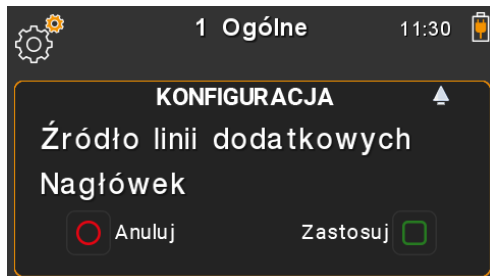 1 Ogólne 11:30
KONFIGURACJA
Źródło linii dodatkowych
Nagłówek
Anuluj Zastosuj